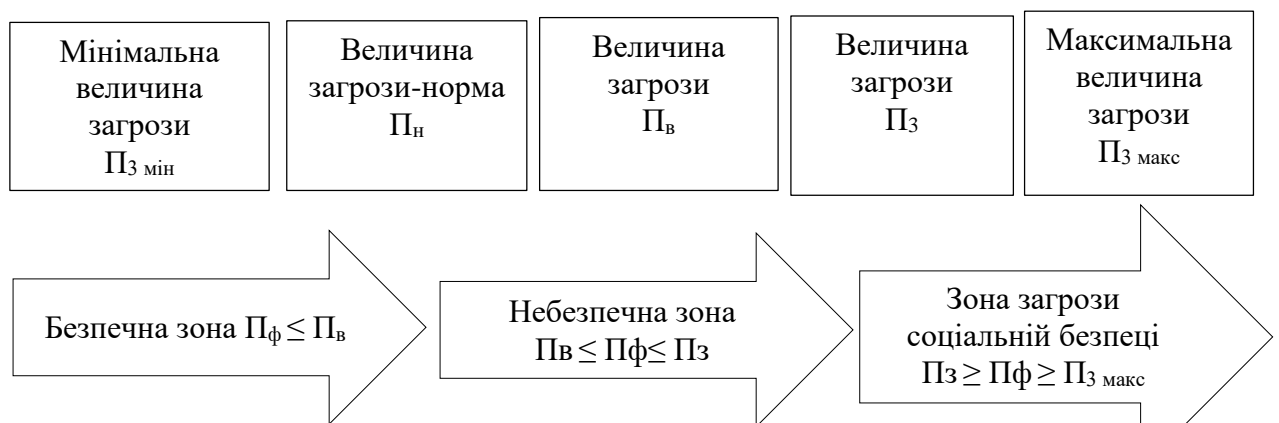 Мінімальна
величина
загрози
П₃ мін
Величина
загрози-норма
Пн
Величина
загрози
Пв
Величина
загрози
П₃
Максимальна
величина
загрози
П₃ макс
Безпечна зона Пф ≤ Пв
Небезпечна зона
Пв ≤ Пф≤ Пз
Зона загрози
соціальній безпеці
Пз ≥ Пф ≥ П₃ макс